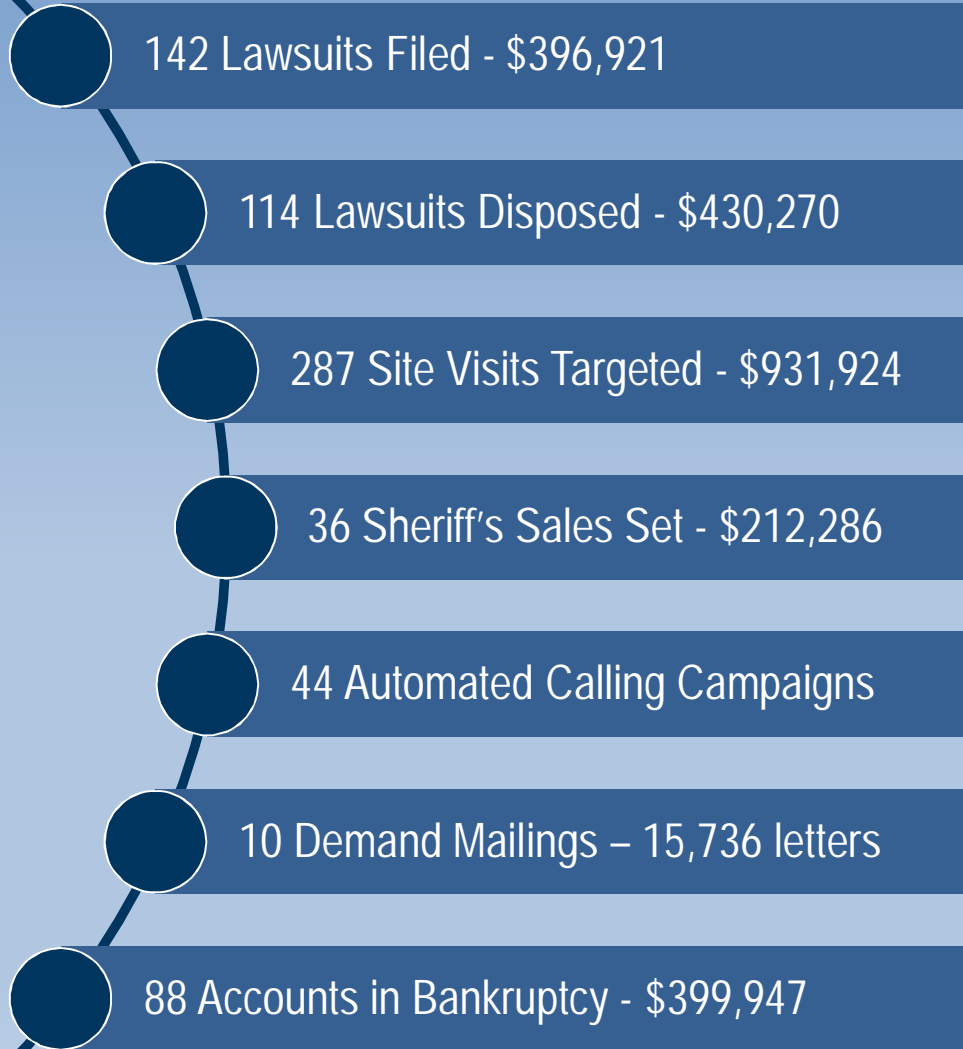 142 Lawsuits Filed - $396,921
114 Lawsuits Disposed - $430,270
287 Site Visits Targeted - $931,924
36 Sheriff’s Sales Set - $212,286
44 Automated Calling Campaigns
10 Demand Mailings – 15,736 letters
88 Accounts in Bankruptcy - $399,947